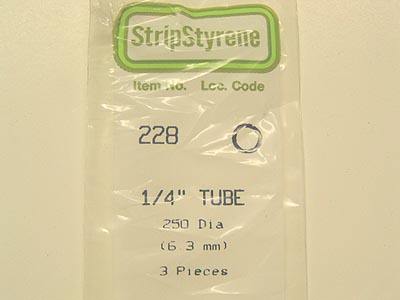 StripStyrene
Item No. Loc. Code
228
1/4" TUBE
250 Dia
(6.3 mm)
3 Pieces